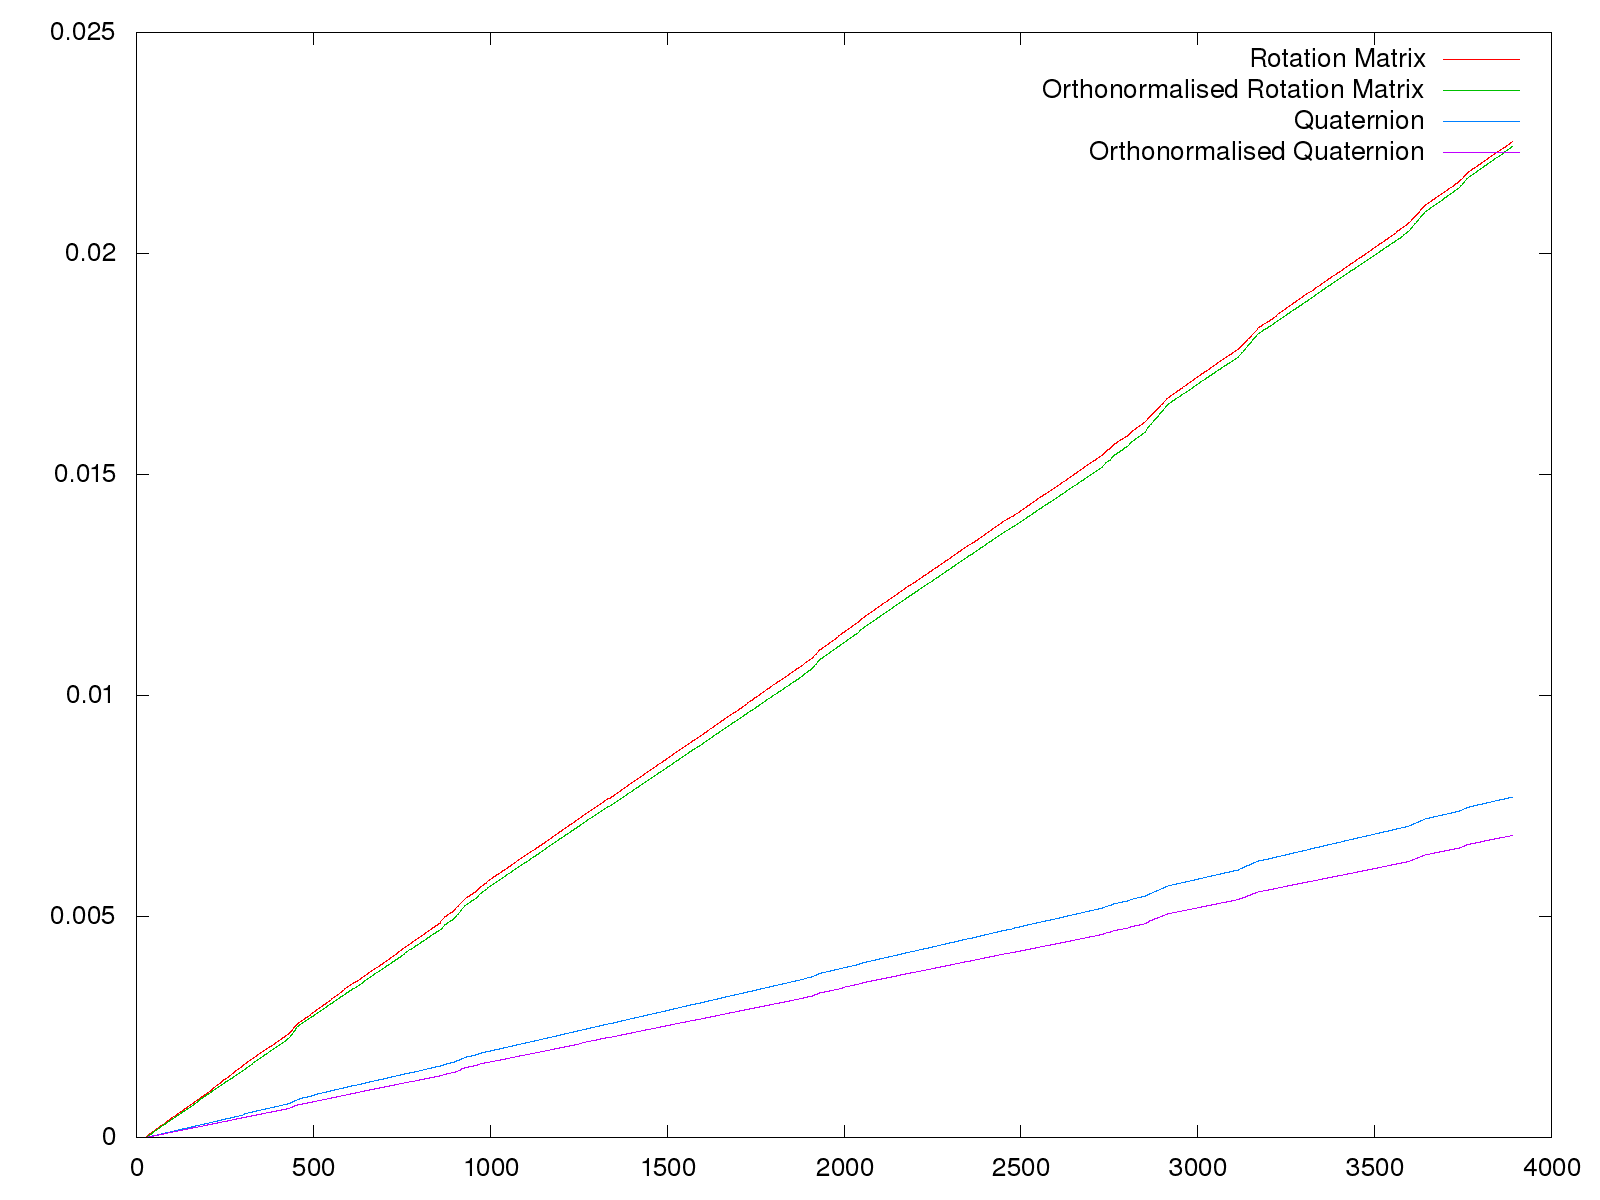 0.025
Rotation Matrix
Orthonormalised Rotation Matrix
Quaternion
Orthonormalised Quaternion
0.02
0.015
0.01
0.005
0
0 500 1000 1500 2000 2500 3000 3500 4000